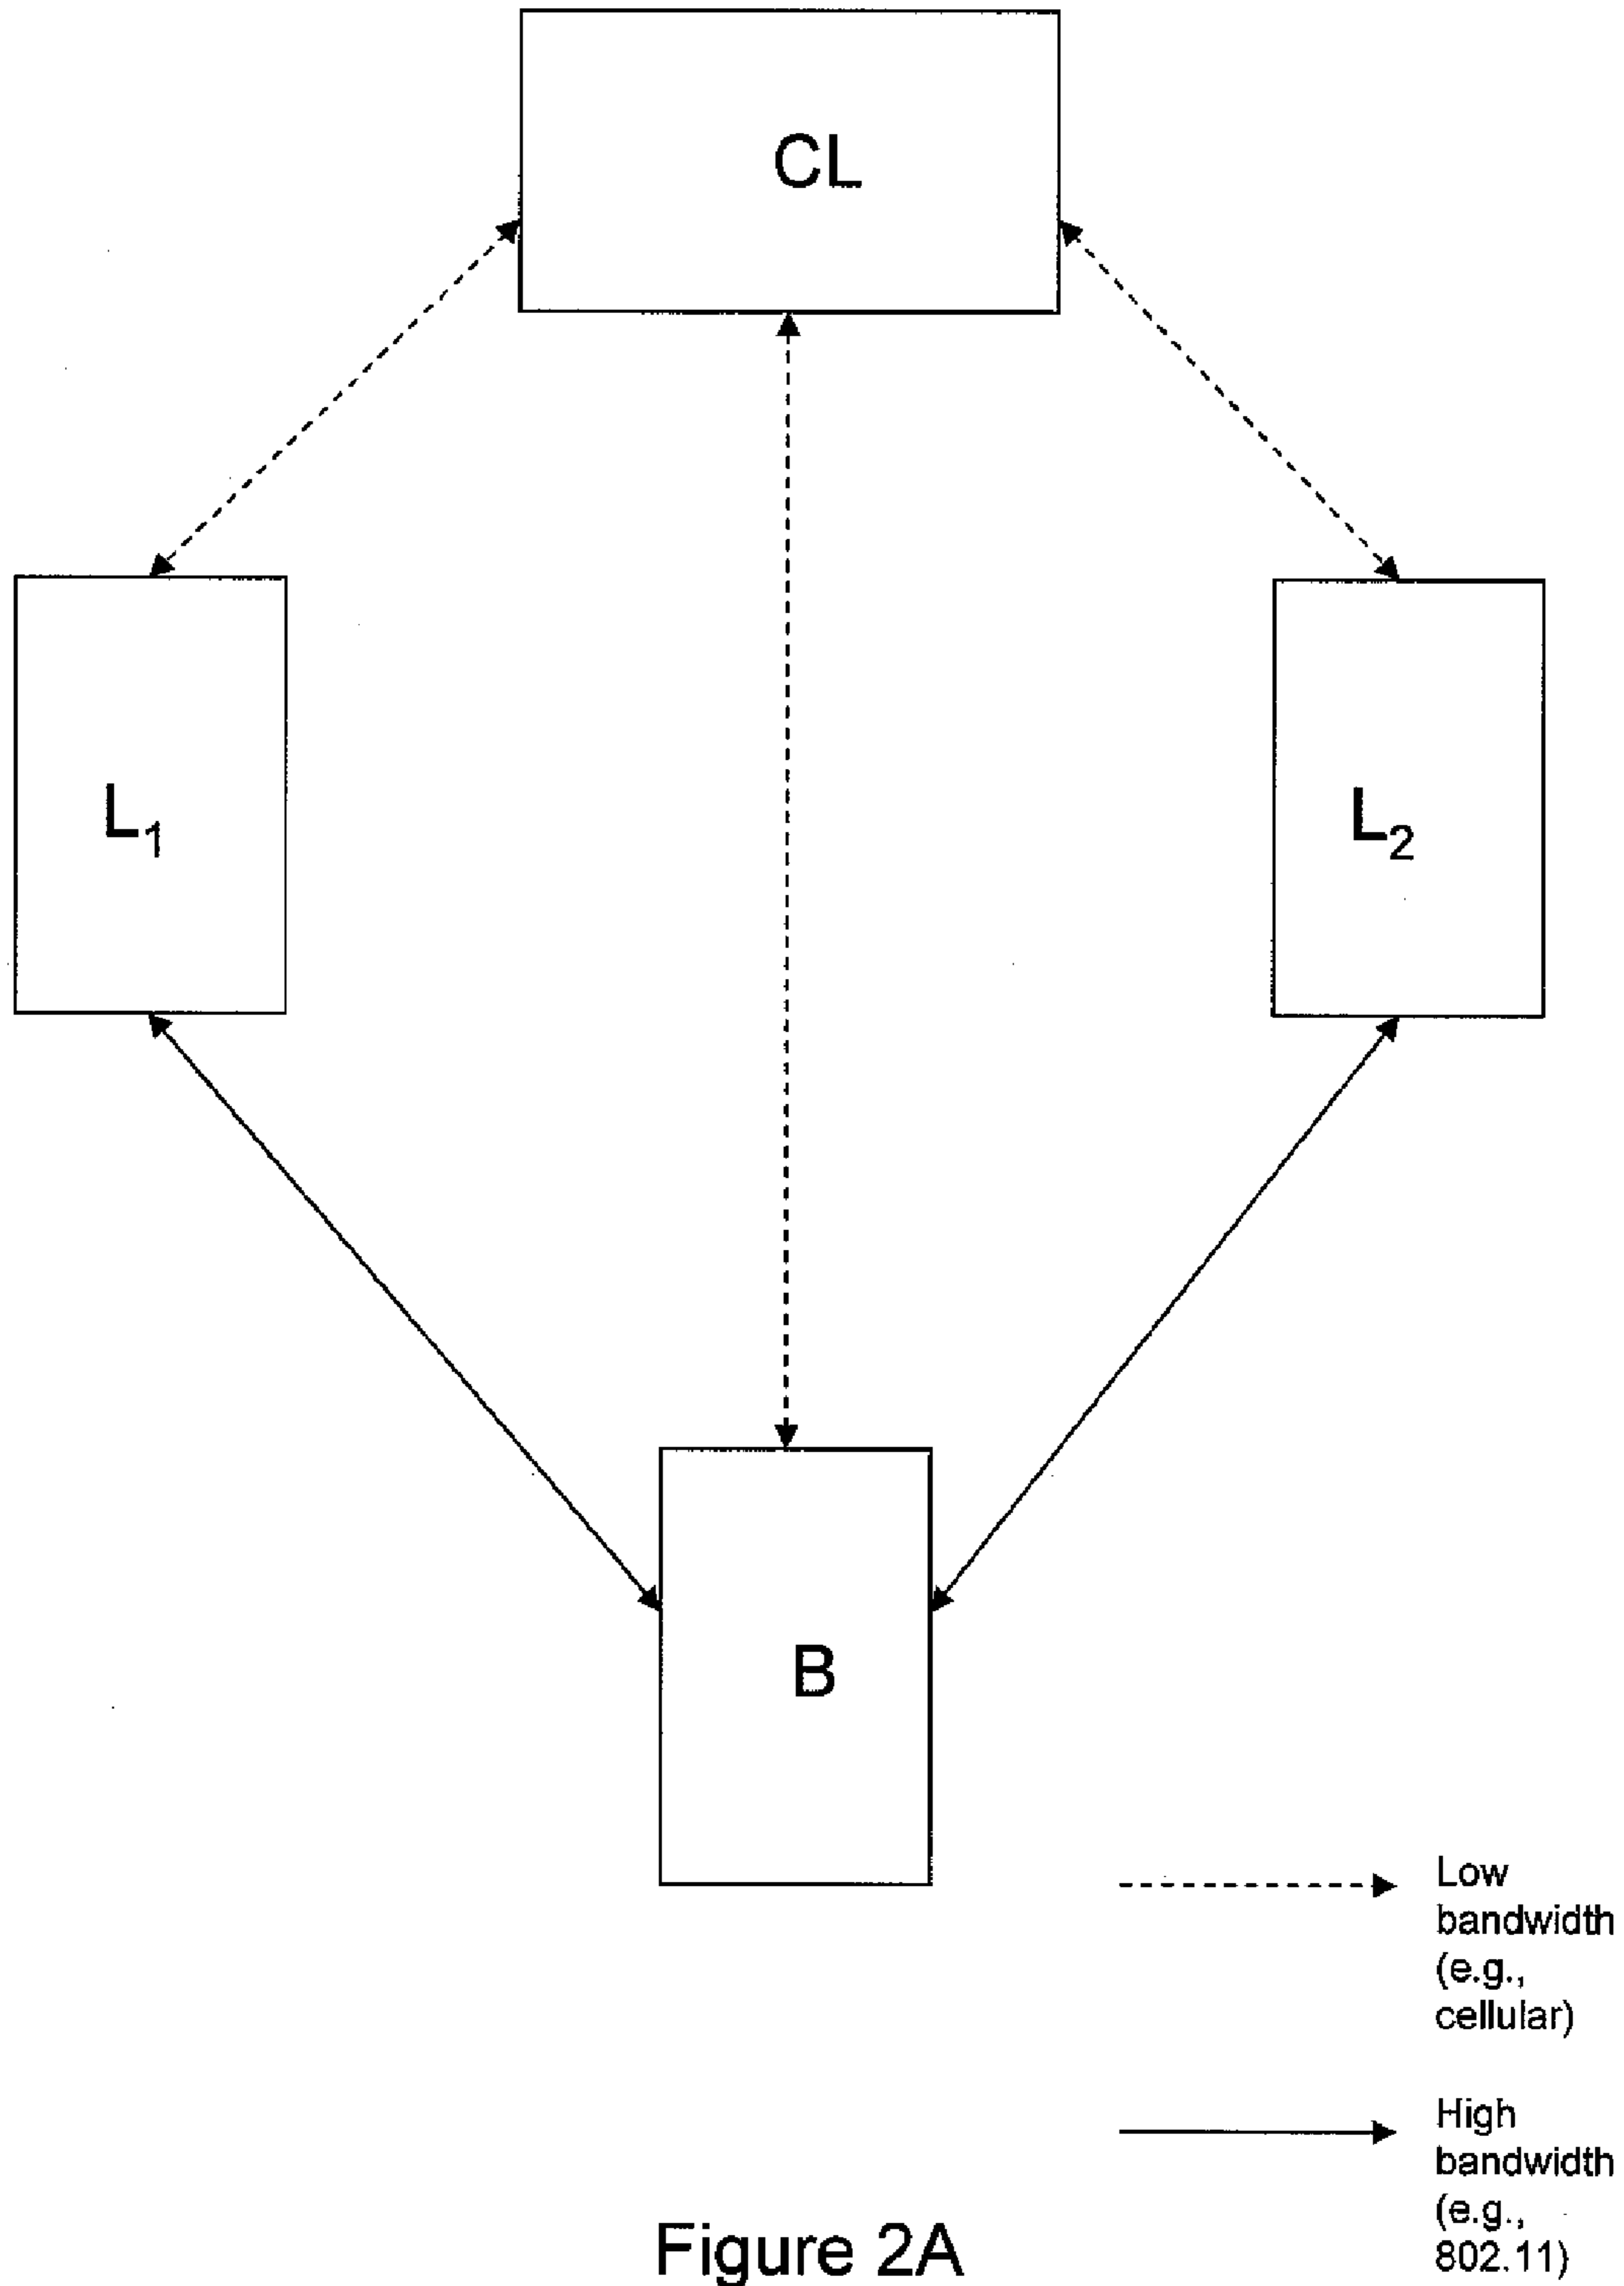 CL
L1
L2
B
Low
bandwidth
(e.g.,
cellular)
High
bandwidth
(e.g.,
802.11)
Figure 2A